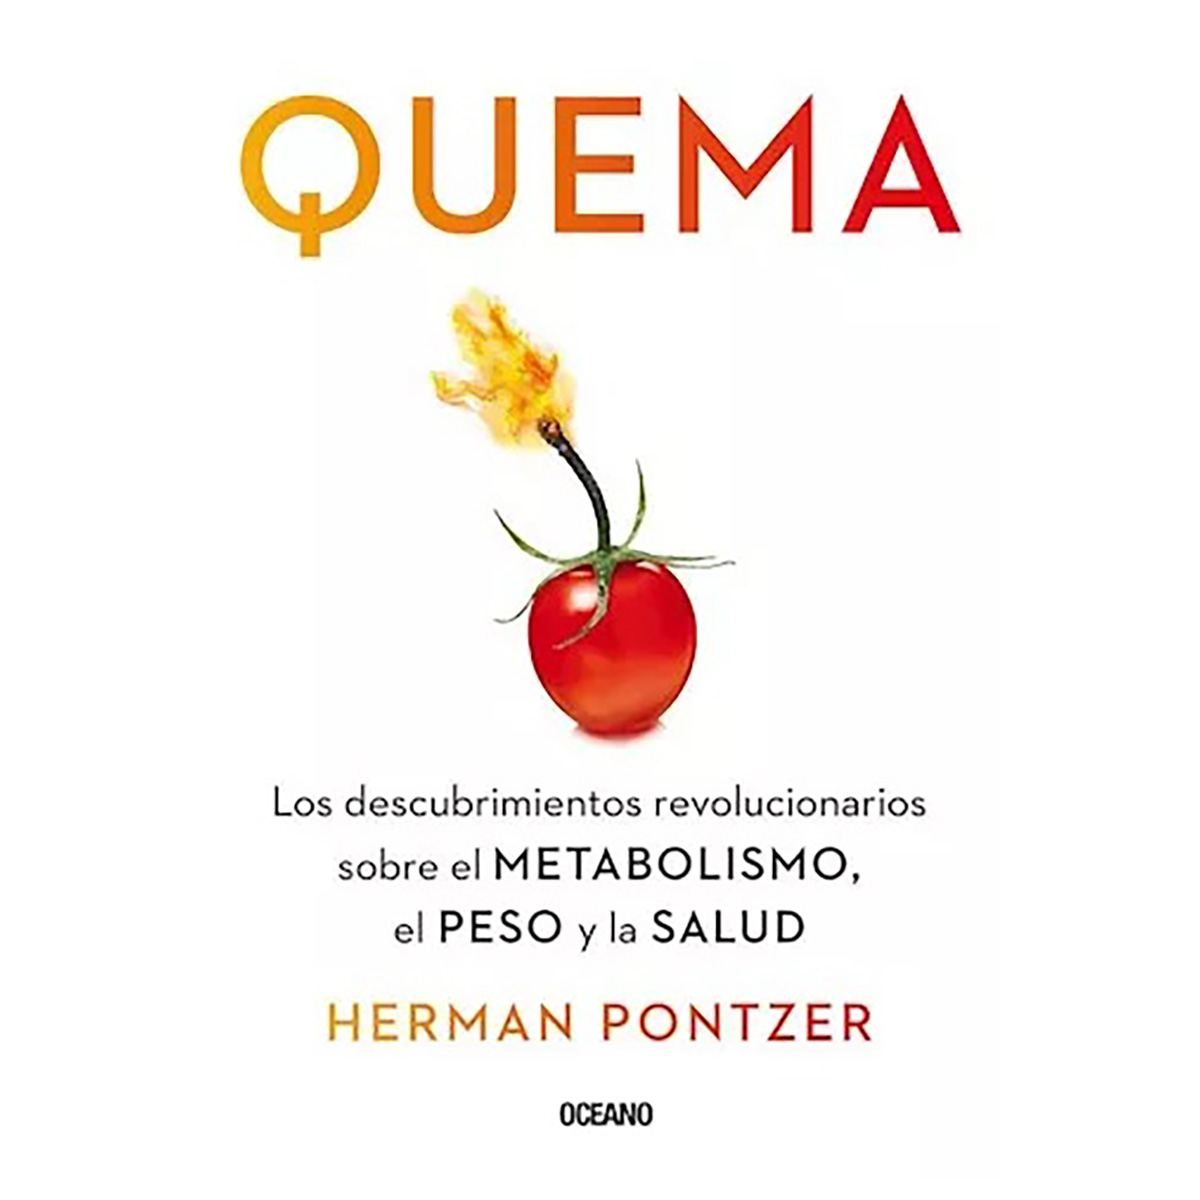 QUEMA
Los descubrimientos revolucionarios
sobre el METABOLISMO,
el PESO y la SALUD
HERMAN PONTZER
OCEANO